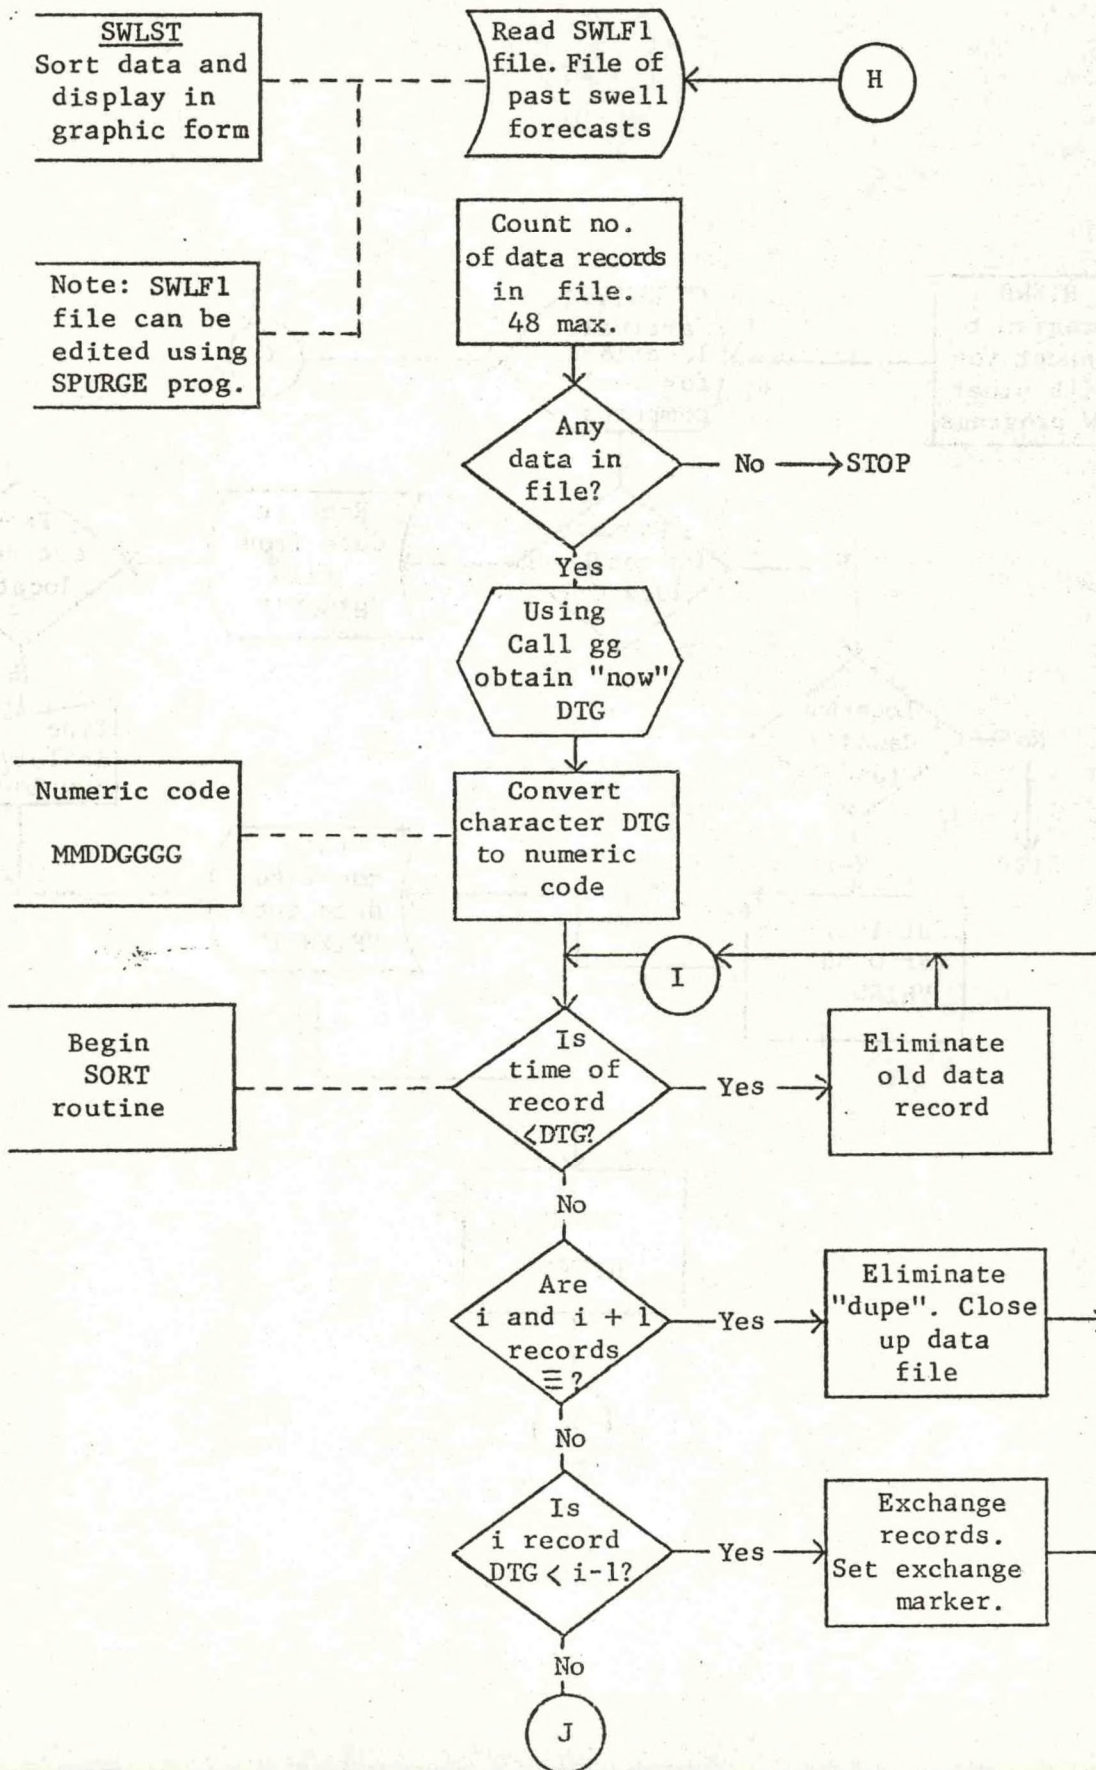 SWLST
Sort data and
display in
graphic form
Read SWLF1
file. File of
past swell
forecasts
H
Count no.
of data records
in file.
48 max.
Note: SWLF1
file can be
edited using
SPURGE prog.
Any
data in
file?
No
STOP
Yes
Using
Call gg
obtain "now"
DTG
Numeric code
MMDDGGGG
Convert
character DTG
to numeric
code
I
Begin
SORT
routine
Is
time of
record
<DTG?
Yes
Eliminate
old data
record
No
Are
i and i + 1
records
≡ ?
Yes
Eliminate
"dupe". Close
up data
file
No
Is
i record
DTG < i-1?
Yes
Exchange
records.
Set exchange
marker.
No
J